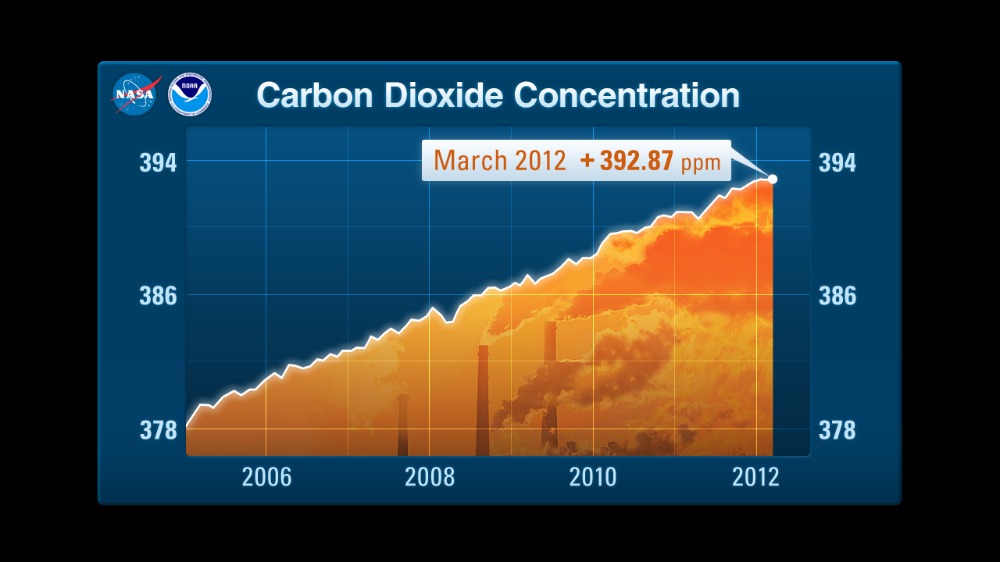 NASA
NOAA
Carbon Dioxide Concentration
March 2012 + 392.87 ppm
394
394
386
386
378
378
2006
2008
2010
2012